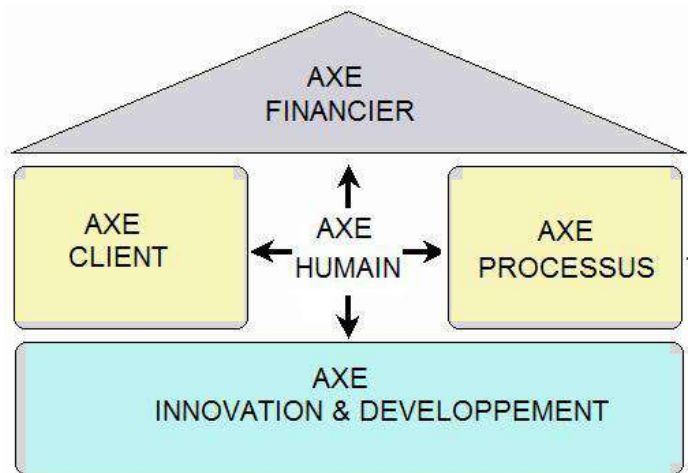 AXE
FINANCIER
AXE
CLIENT
AXE
HUMAIN
AXE
PROCESSUS
AXE
INNOVATION & DEVELOPPEMENT